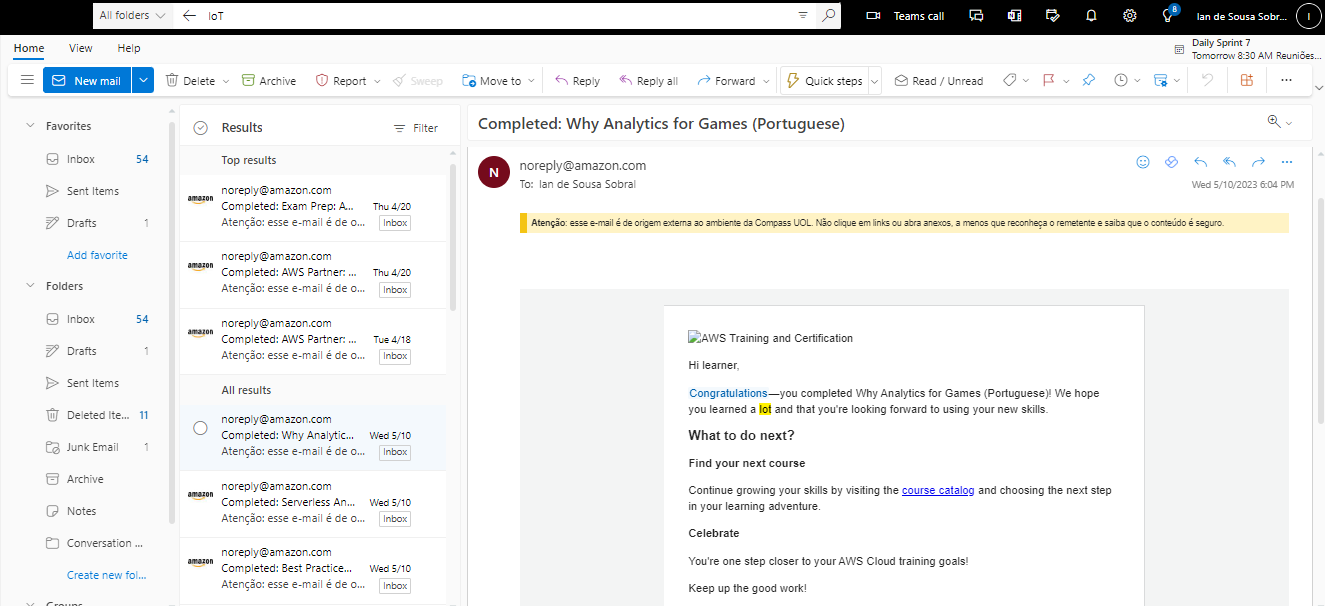 All folders
IoT
Teams call
8
Ian de Sousa Sobr...
I
Home
View
Help
Daily Sprint 7
Tomorrow 8:30 AM Reuniões...
New mail
Delete
Archive
Report
Sweep
Move to
Reply
Reply all
Forward
Quick steps
Read / Unread
Favorites
Inbox 54
Sent Items
Drafts 1
Add favorite
Folders
Inbox 54
Drafts 1
Sent Items
Deleted Ite... 11
Junk Email 1
Archive
Notes
Conversation ...
Create new fol...
Groups
Results
Filter
Top results
amazon
noreply@amazon.com
Completed: Exam Prep: A... Thu 4/20
Atenção: esse e-mail é de o... Inbox
amazon
noreply@amazon.com
Completed: AWS Partner: ... Thu 4/20
Atenção: esse e-mail é de o... Inbox
amazon
noreply@amazon.com
Completed: AWS Partner: ... Tue 4/18
Atenção: esse e-mail é de o... Inbox
All results
noreply@amazon.com
Completed: Why Analytic... Wed 5/10
Atenção: esse e-mail é de o... Inbox
amazon
noreply@amazon.com
Completed: Serverless An... Wed 5/10
Atenção: esse e-mail é de o... Inbox
amazon
noreply@amazon.com
Completed: Best Practice... Wed 5/10
Atenção: esse e-mail é de o... Inbox
Completed: Why Analytics for Games (Portuguese)
N
noreply@amazon.com
To: Ian de Sousa Sobral
Wed 5/10/2023 6:04 PM
Atenção: esse e-mail é de origem externa ao ambiente da Compass UOL. Não clique em links ou abra anexos, a menos que reconheça o remetente e saiba que o conteúdo é seguro.
AWS Training and Certification
Hi learner,
Congratulations—you completed Why Analytics for Games (Portuguese)! We hope
you learned a lot and that you're looking forward to using your new skills.
What to do next?
Find your next course
Continue growing your skills by visiting the course catalog and choosing the next step
in your learning adventure.
Celebrate
You're one step closer to your AWS Cloud training goals!
Keep up the good work!